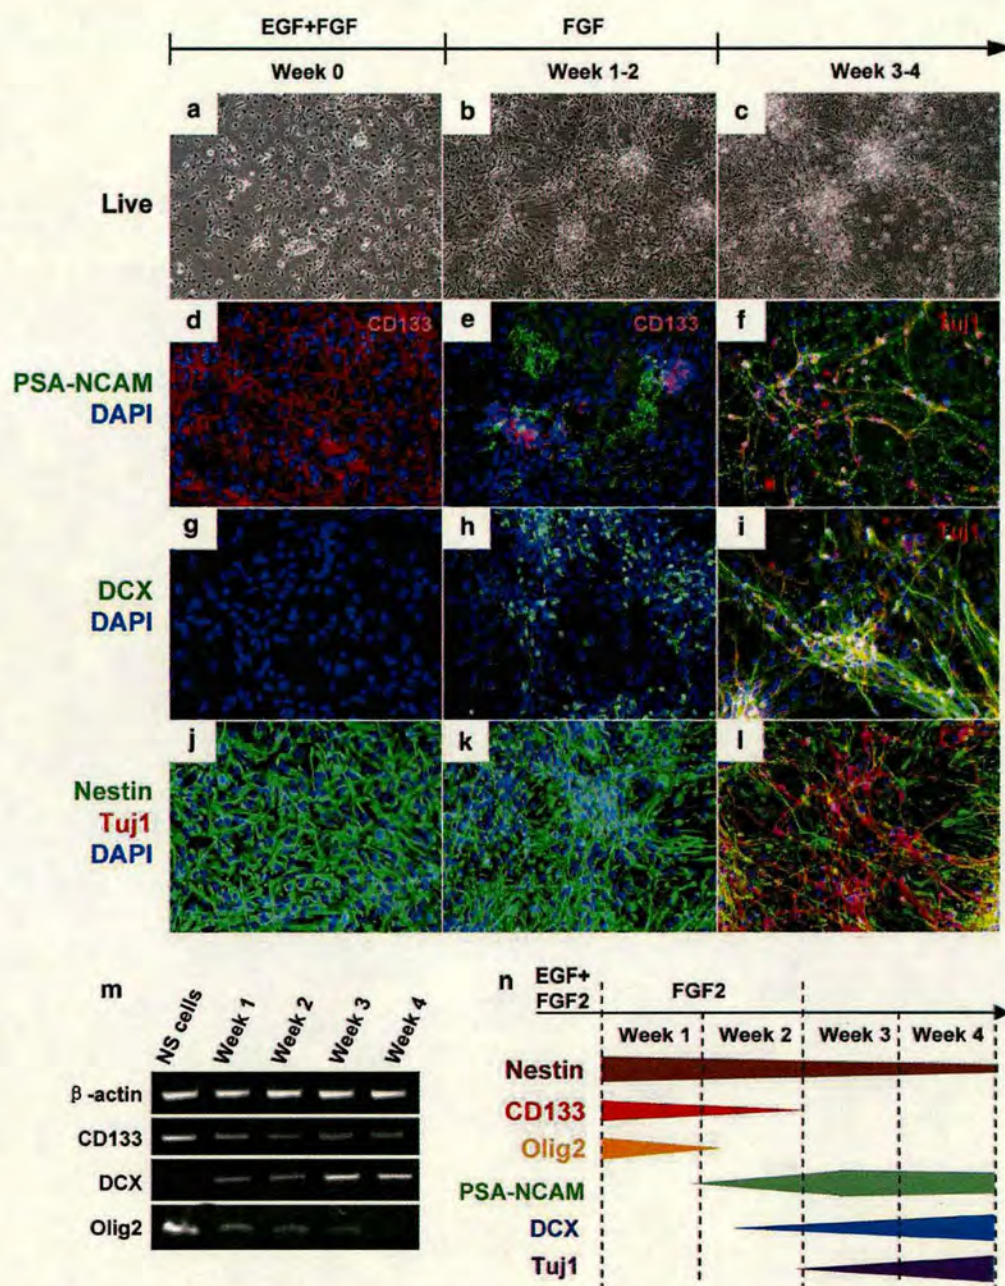 EGF+FGF FGF
Week 0 Week 1-2 Week 3-4
a b c
Live
d CD133 e CD133 f Tuj1
PSA-NCAM
DAPI
g h i Tuj1
DCX
DAPI
j k l
Nestin
Tuj1
DAPI
m
NS cells Week 1 Week 2 Week 3 Week 4
β-actin
CD133
DCX
Olig2
n EGF+
FGF2 FGF2
Week 1 Week 2 Week 3 Week 4
Nestin
CD133
Olig2
PSA-NCAM
DCX
Tuj1